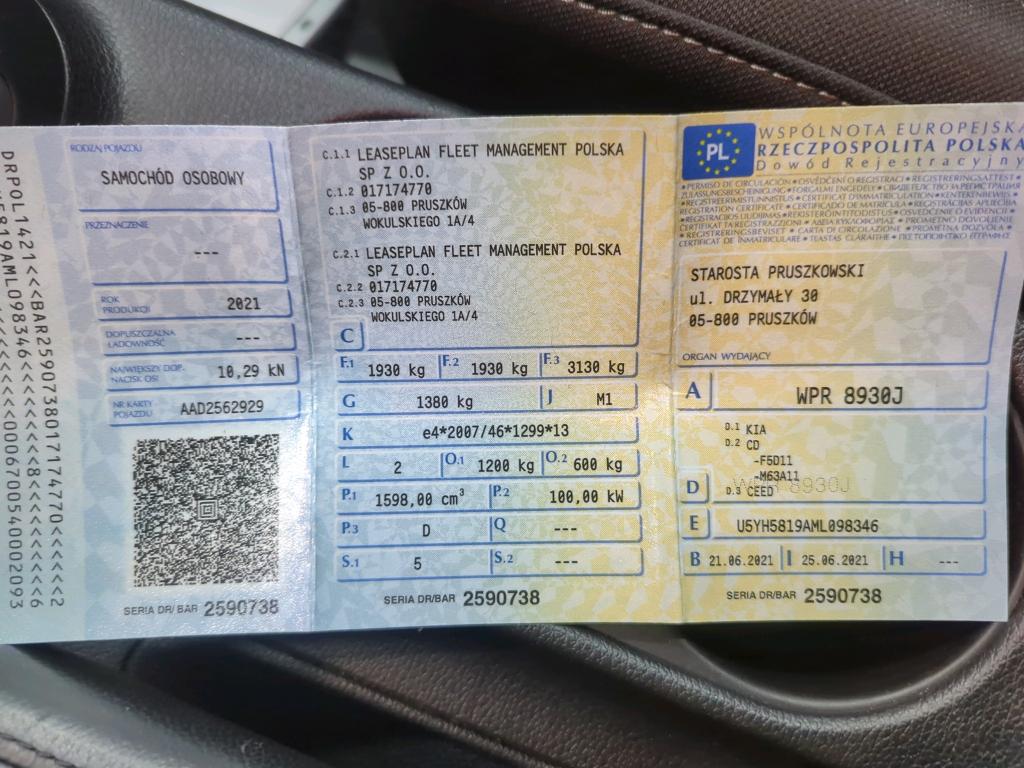 DRPOL1421<<<BAR2590738017174770<<<<<<2
RODZAJ POJAZDU
SAMOCHÓD OSOBOWY
PRZEZNACZENIE
---
ROK PRODUKCJI
2021
DOPUSZCZALNA ŁADOWNOŚĆ
---
NAJWIĘKSZY DOP. NACISK OSI
10,29 kN
NR KARTY POJAZDU
AAD2562929
SERIA DR/BAR 2590738
C.1.1 LEASEPLAN FLEET MANAGEMENT POLSKA
SP Z O.O.
C.1.2 017174770
C.1.3 05-800 PRUSZKÓW
WOKULSKIEGO 1A/4
C.2.1 LEASEPLAN FLEET MANAGEMENT POLSKA
SP Z O.O.
C.2.2 017174770
C.2.3 05-800 PRUSZKÓW
WOKULSKIEGO 1A/4
C
F.1 1930 kg F.2 1930 kg F.3 3130 kg
G 1380 kg J M1
K e4*2007/46*1299*13
L 2 O.1 1200 kg O.2 600 kg
P.1 1598,00 cm³ P.2 100,00 kW
P.3 D Q ---
S.1 5 S.2 ---
SERIA DR/BAR 2590738
PL
WSPÓLNOTA EUROPEJSKA
RZECZPOSPOLITA POLSKA
Dowód Rejestracyjny
STAROSTA PRUSZKOWSKI
ul. DRZYMAŁY 30
05-800 PRUSZKÓW
ORGAN WYDAJĄCY
A WPR 8930J
D.1 KIA
D.2 CD
-F5D11
-M63A11
D WPR 8930J
D.3 CEED
E U5YH5819AML098346
B 21.06.2021 I 25.06.2021 H ---
SERIA DR/BAR 2590738